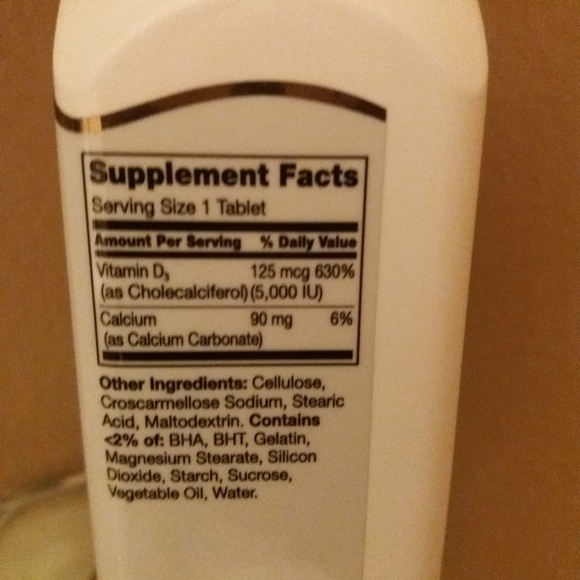 Supplement Facts
Serving Size 1 Tablet
Amount Per Serving % Daily Value
Vitamin D₃ 125 mcg 630%
(as Cholecalciferol) (5,000 IU)
Calcium 90 mg 6%
(as Calcium Carbonate)
Other Ingredients: Cellulose,
Croscarmellose Sodium, Stearic
Acid, Maltodextrin. Contains
<2% of: BHA, BHT, Gelatin,
Magnesium Stearate, Silicon
Dioxide, Starch, Sucrose,
Vegetable Oil, Water.